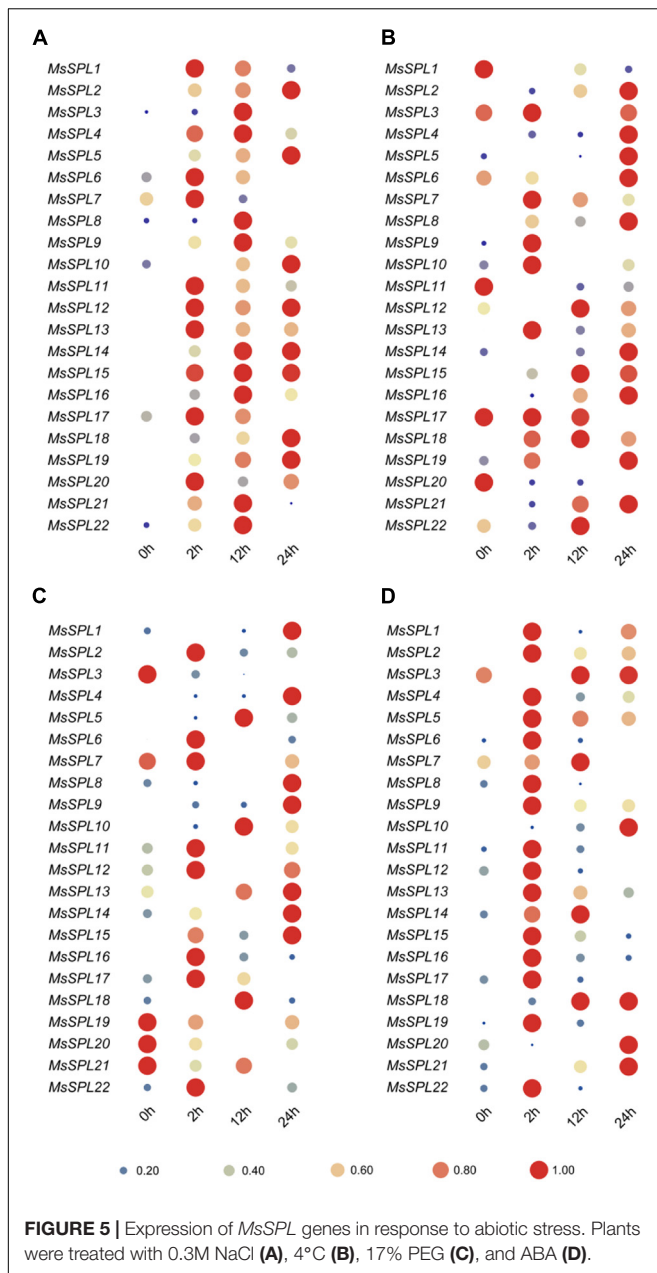 A
MsSPL1
MsSPL2
MsSPL3
MsSPL4
MsSPL5
MsSPL6
MsSPL7
MsSPL8
MsSPL9
MsSPL10
MsSPL11
MsSPL12
MsSPL13
MsSPL14
MsSPL15
MsSPL16
MsSPL17
MsSPL18
MsSPL19
MsSPL20
MsSPL21
MsSPL22
0h 2h 12h 24h
B
MsSPL1
MsSPL2
MsSPL3
MsSPL4
MsSPL5
MsSPL6
MsSPL7
MsSPL8
MsSPL9
MsSPL10
MsSPL11
MsSPL12
MsSPL13
MsSPL14
MsSPL15
MsSPL16
MsSPL17
MsSPL18
MsSPL19
MsSPL20
MsSPL21
MsSPL22
0h 2h 12h 24h
C
MsSPL1
MsSPL2
MsSPL3
MsSPL4
MsSPL5
MsSPL6
MsSPL7
MsSPL8
MsSPL9
MsSPL10
MsSPL11
MsSPL12
MsSPL13
MsSPL14
MsSPL15
MsSPL16
MsSPL17
MsSPL18
MsSPL19
MsSPL20
MsSPL21
MsSPL22
0h 2h 12h 24h
D
MsSPL1
MsSPL2
MsSPL3
MsSPL4
MsSPL5
MsSPL6
MsSPL7
MsSPL8
MsSPL9
MsSPL10
MsSPL11
MsSPL12
MsSPL13
MsSPL14
MsSPL15
MsSPL16
MsSPL17
MsSPL18
MsSPL19
MsSPL20
MsSPL21
MsSPL22
0h 2h 12h 24h
0.20 0.40 0.60 0.80 1.00
FIGURE 5 | Expression of MsSPL genes in response to abiotic stress. Plants
were treated with 0.3M NaCl (A), 4°C (B), 17% PEG (C), and ABA (D).